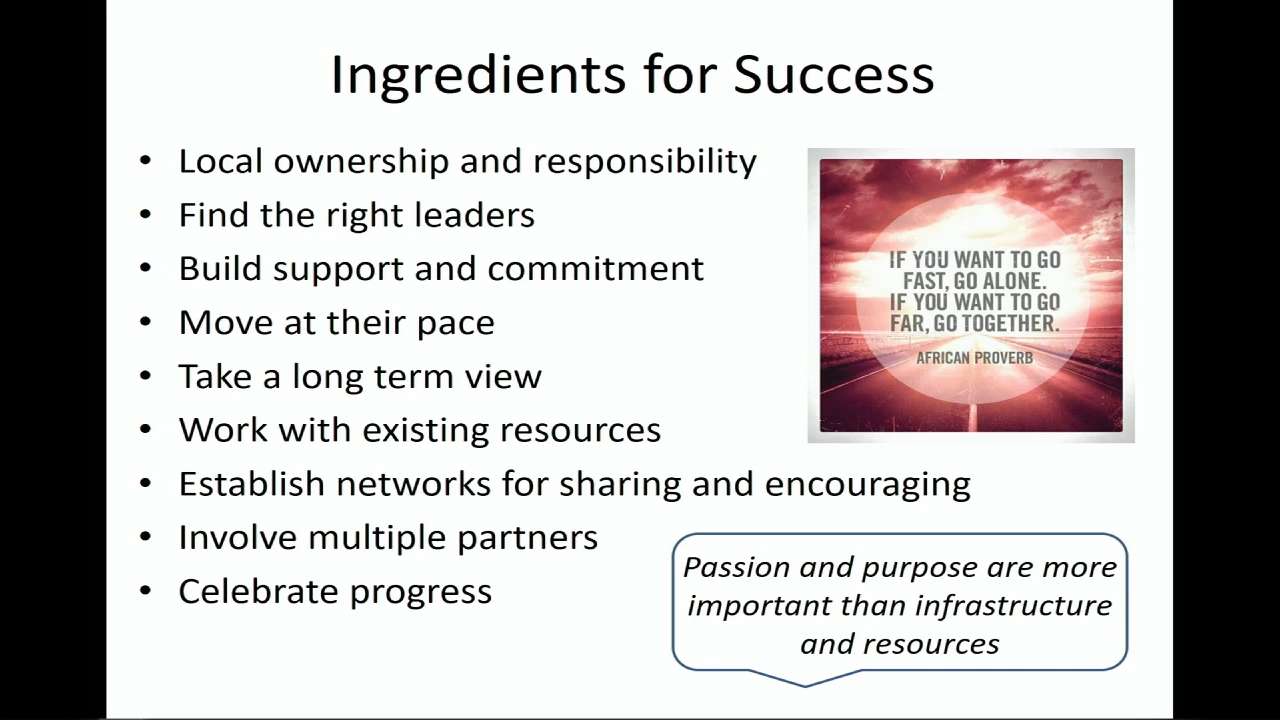 Ingredients for Success
• Local ownership and responsibility
• Find the right leaders
• Build support and commitment
• Move at their pace
• Take a long term view
• Work with existing resources
• Establish networks for sharing and encouraging
• Involve multiple partners
• Celebrate progress
IF YOU WANT TO GO
FAST, GO ALONE.
IF YOU WANT TO GO
FAR, GO TOGETHER.
AFRICAN PROVERB
Passion and purpose are more
important than infrastructure
and resources